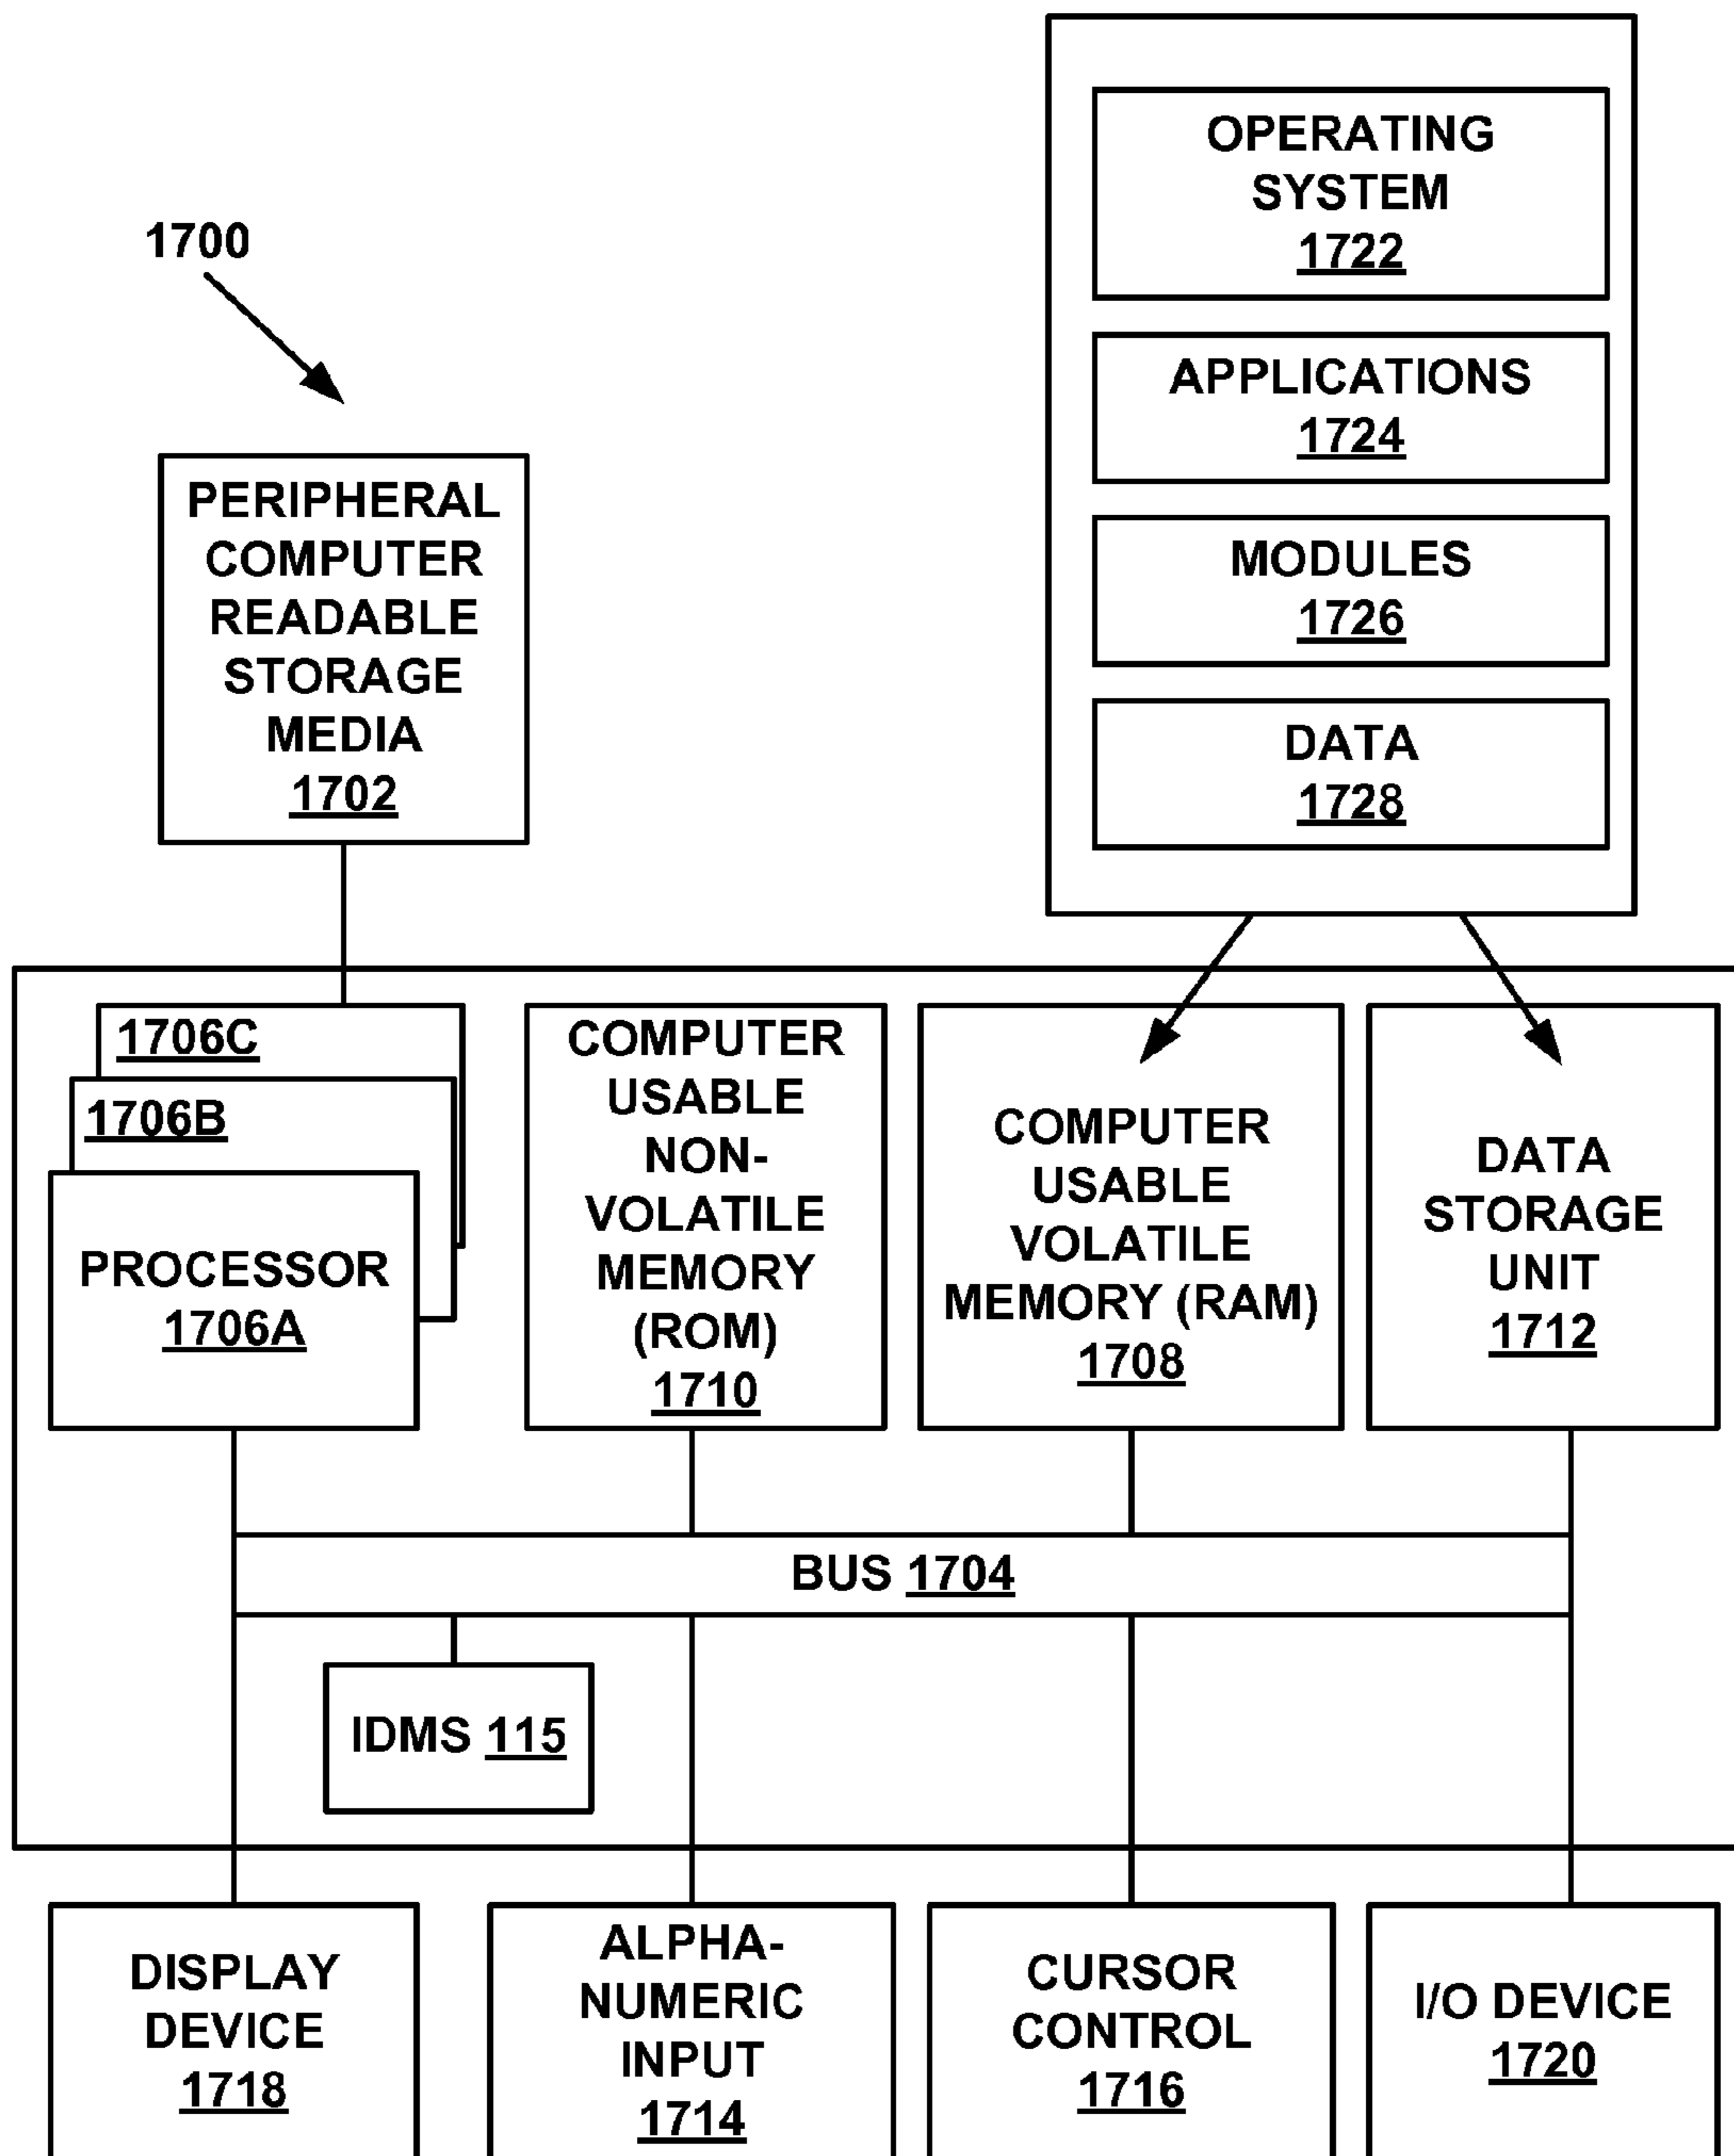 1700
OPERATING
SYSTEM
1722
APPLICATIONS
1724
MODULES
1726
DATA
1728
PERIPHERAL
COMPUTER
READABLE
STORAGE
MEDIA
1702
1706C
1706B
PROCESSOR
1706A
COMPUTER
USABLE
NON-
VOLATILE
MEMORY
(ROM)
1710
COMPUTER
USABLE
VOLATILE
MEMORY (RAM)
1708
DATA
STORAGE
UNIT
1712
BUS 1704
IDMS 115
DISPLAY
DEVICE
1718
ALPHA-
NUMERIC
INPUT
1714
CURSOR
CONTROL
1716
I/O DEVICE
1720